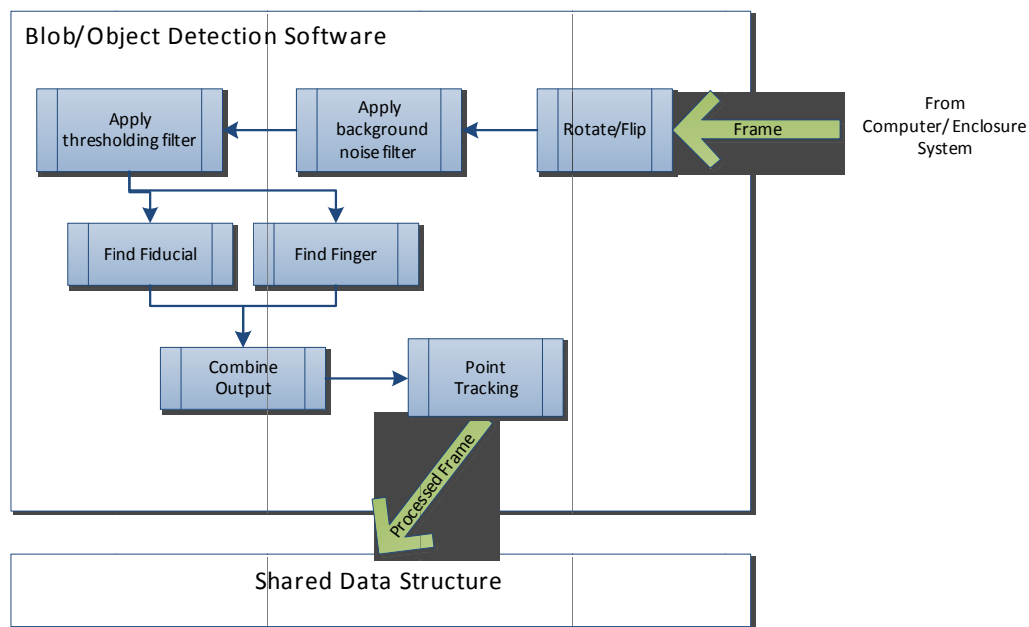 Blob/Object Detection Software
Apply
thresholding filter
Apply
background
noise filter
Rotate/Flip
Frame
From
Computer/Enclosure
System
Find Fiducial
Find Finger
Combine
Output
Point
Tracking
Processed Frame
Shared Data Structure